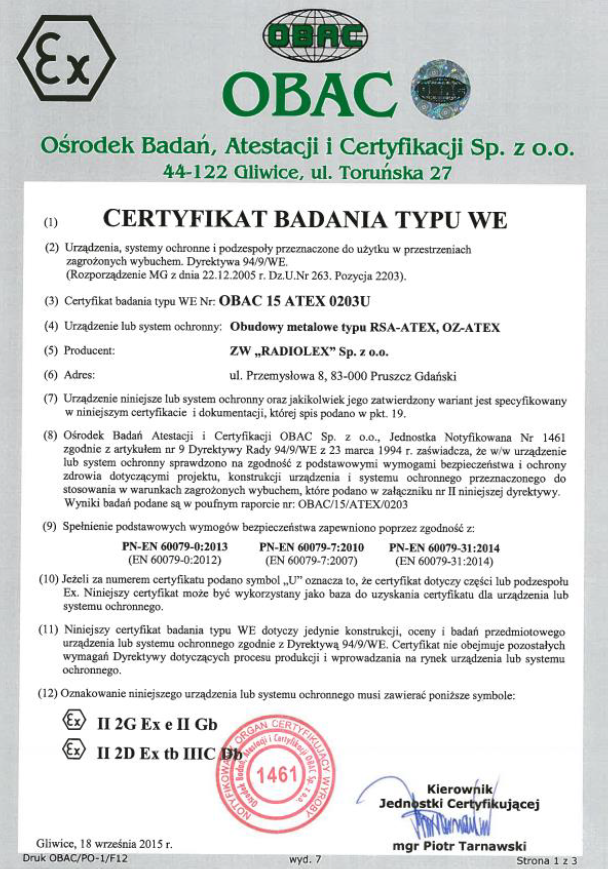 Ex
OBAC
OBAC
Ośrodek Badań, Atestacji i Certyfikacji Sp. z o.o.
44-122 Gliwice, ul. Toruńska 27
(1) CERTYFIKAT BADANIA TYPU WE
(2) Urządzenia, systemy ochronne i podzespoły przeznaczone do użytku w przestrzeniach
zagrożonych wybuchem. Dyrektywa 94/9/WE.
(Rozporządzenie MG z dnia 22.12.2005 r. Dz.U.Nr 263. Pozycja 2203).
(3) Certyfikat badania typu WE Nr: OBAC 15 ATEX 0203U
(4) Urządzenie lub system ochronny: Obudowy metalowe typu RSA-ATEX, OZ-ATEX
(5) Producent: ZW „RADIOLEX” Sp. z o.o.
(6) Adres: ul. Przemysłowa 8, 83-000 Pruszcz Gdański
(7) Urządzenie niniejsze lub system ochronny oraz jakikolwiek jego zatwierdzony wariant jest specyfikowany
w niniejszym certyfikacie i dokumentacji, której spis podano w pkt. 19.
(8) Ośrodek Badań Atestacji i Certyfikacji OBAC Sp. z o.o., Jednostka Notyfikowana Nr 1461
zgodnie z artykułem nr 9 Dyrektywy Rady 94/9/WE z 23 marca 1994 r. zaświadcza, że w/w urządzenie
lub system ochronny sprawdzono na zgodność z podstawowymi wymogami bezpieczeństwa i ochrony
zdrowia dotyczącymi projektu, konstrukcji urządzenia i systemu ochronnego przeznaczonego do
stosowania w warunkach zagrożonych wybuchem, które podano w załączniku nr II niniejszej dyrektywy.
Wyniki badań podane są w poufnym raporcie nr: OBAC/15/ATEX/0203
(9) Spełnienie podstawowych wymogów bezpieczeństwa zapewniono poprzez zgodność z:
PN-EN 60079-0:2013 PN-EN 60079-7:2010 PN-EN 60079-31:2014
(EN 60079-0:2012) (EN 60079-7:2007) (EN 60079-31:2014)
(10) Jeżeli za numerem certyfikatu podano symbol „U” oznacza to, że certyfikat dotyczy części lub podzespołu
Ex. Niniejszy certyfikat może być wykorzystany jako baza do uzyskania certyfikatu dla urządzenia lub
systemu ochronnego.
(11) Niniejszy certyfikat badania typu WE dotyczy jedynie konstrukcji, oceny i badań przedmiotowego
urządzenia lub systemu ochronnego zgodnie z Dyrektywą 94/9/WE. Certyfikat nie obejmuje pozostałych
wymagań Dyrektywy dotyczących procesu produkcji i wprowadzania na rynek urządzenia lub systemu
ochronnego.
(12) Oznakowanie niniejszego urządzenia lub systemu ochronnego musi zawierać poniższe symbole:
Ex II 2G Ex e II Gb
Ex II 2D Ex tb IIIC Db
NOTYFIKOWANY ORGAN CERTYFIKUJĄCY WYROBY
Ośrodek Badań, Atestacji i Certyfikacji OBAC Sp. z o.o.
1461
Kierownik
Jednostki Certyfikującej
mgr Piotr Tarnawski
Gliwice, 18 września 2015 r.
Druk OBAC/PO-1/F12 wyd. 7 Strona 1 z 3